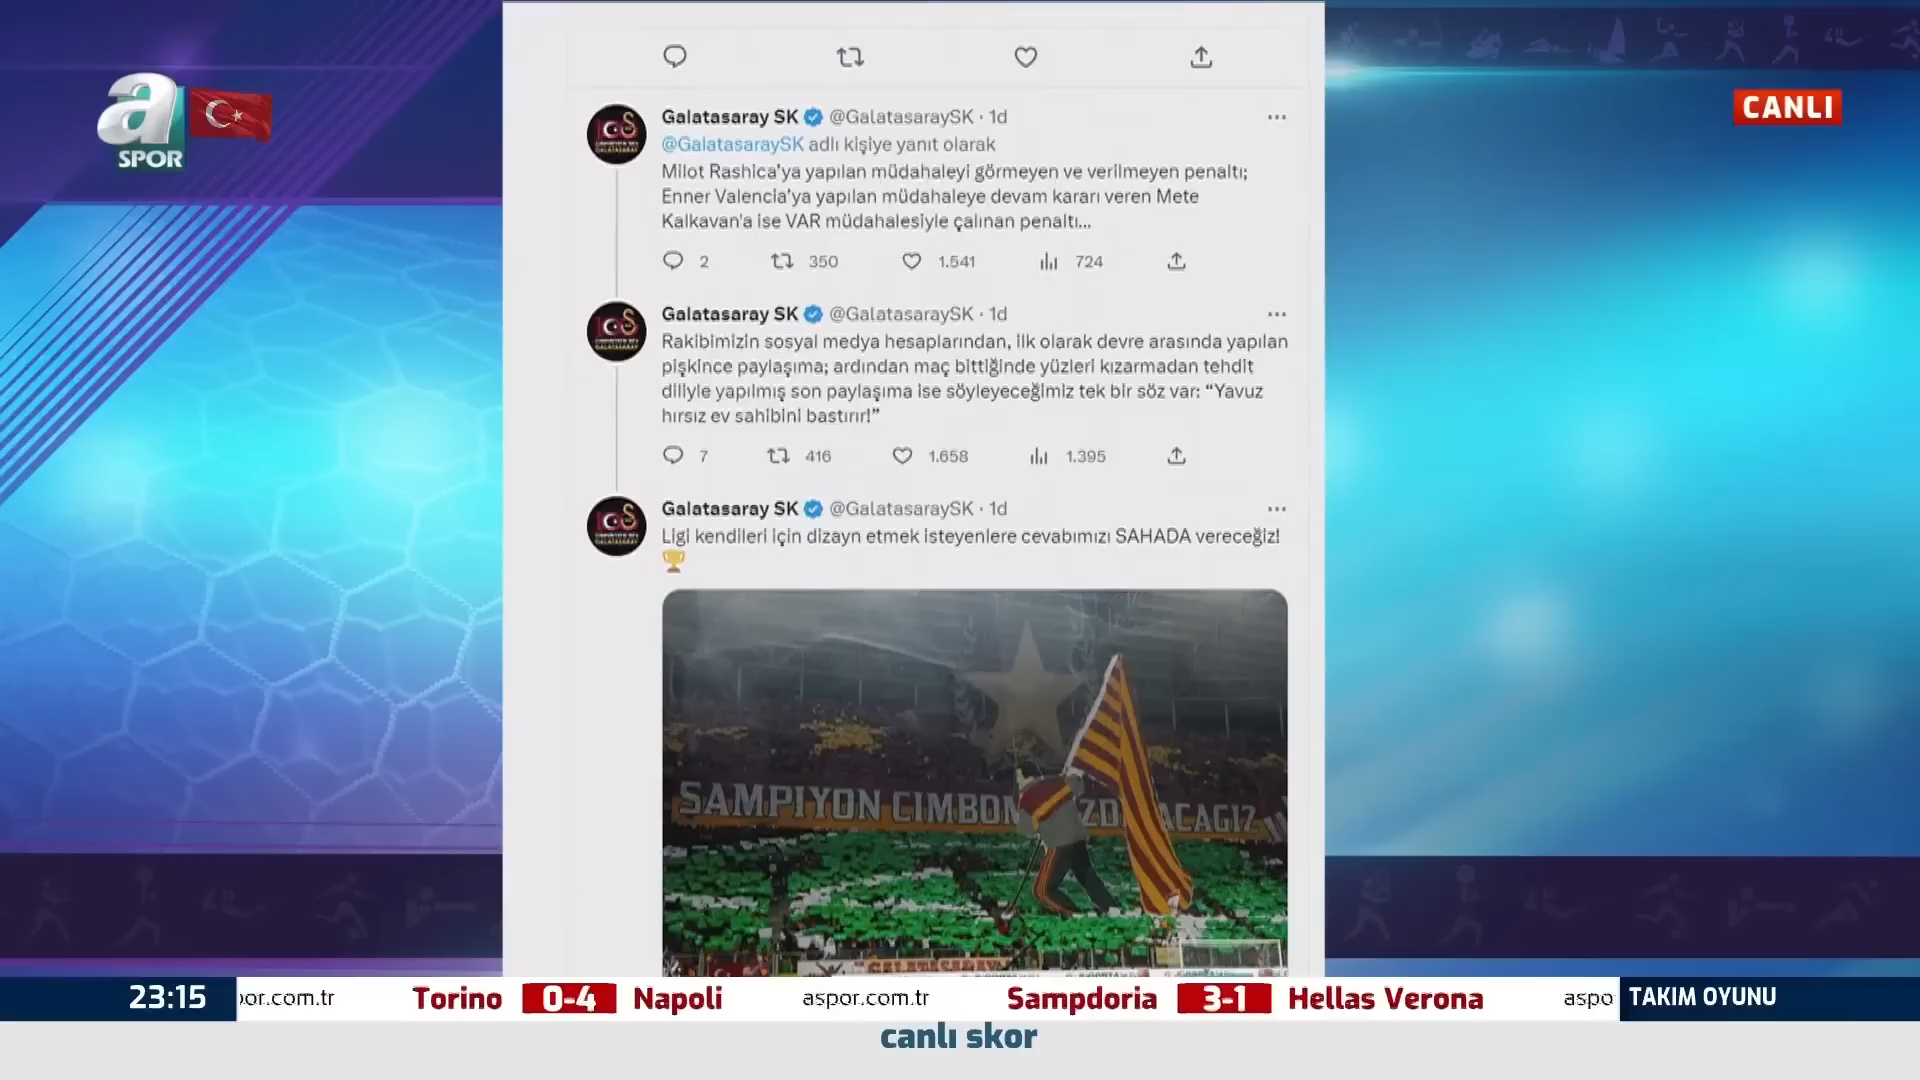 a
SPOR
CANLI
Galatasaray SK @GalatasaraySK · 1d
@GalatasaraySK adlı kişiye yanıt olarak
Milot Rashica'ya yapılan müdahaleyi görmeyen ve verilmeyen penaltı;
Enner Valencia'ya yapılan müdahaleye devam kararı veren Mete
Kalkavan'a ise VAR müdahalesiyle çalınan penaltı...
2 350 1.541 724
Galatasaray SK @GalatasaraySK · 1d
Rakibimizin sosyal medya hesaplarından, ilk olarak devre arasında yapılan
pişkince paylaşıma; ardından maç bittiğinde yüzleri kızarmadan tehdit
diliyle yapılmış son paylaşıma ise söyleyeceğimiz tek bir söz var: “Yavuz
hırsız ev sahibini bastırır!”
7 416 1.658 1.395
Galatasaray SK @GalatasaraySK · 1d
Ligi kendileri için dizayn etmek isteyenlere cevabımızı SAHADA vereceğiz!
SAMPIYON CIMBOM
GALATASARAY
23:15 or.com.tr Torino 0-4 Napoli aspor.com.tr Sampdoria 3-1 Hellas Verona aspo TAKIM OYUNU
canlı skor